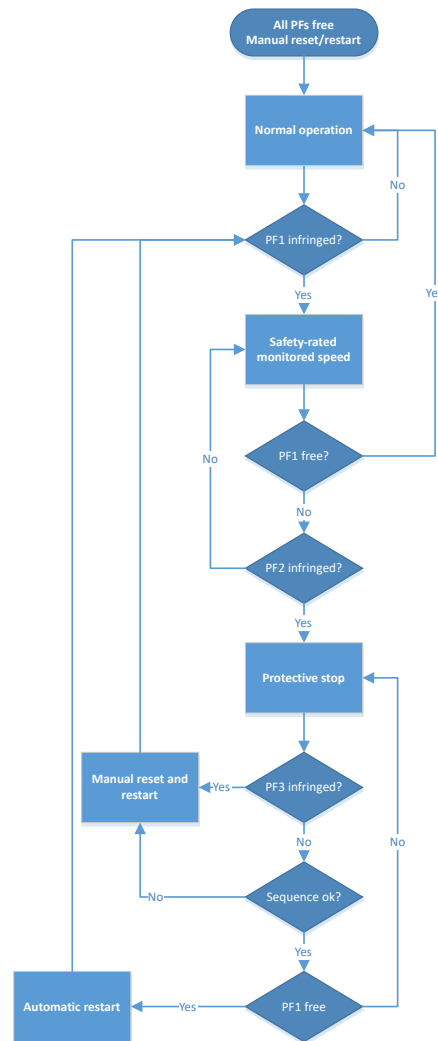 All PFs free
Manual reset/restart
Normal operation
No
PF1 infringed?
Yes
Ye
Safety-rated
monitored speed
No
PF1 free?
No
PF2 infringed?
Yes
Protective stop
Manual reset and
restart
Yes
PF3 infringed?
No
No
No
Sequence ok?
Yes
Automatic restart
Yes
PF1 free